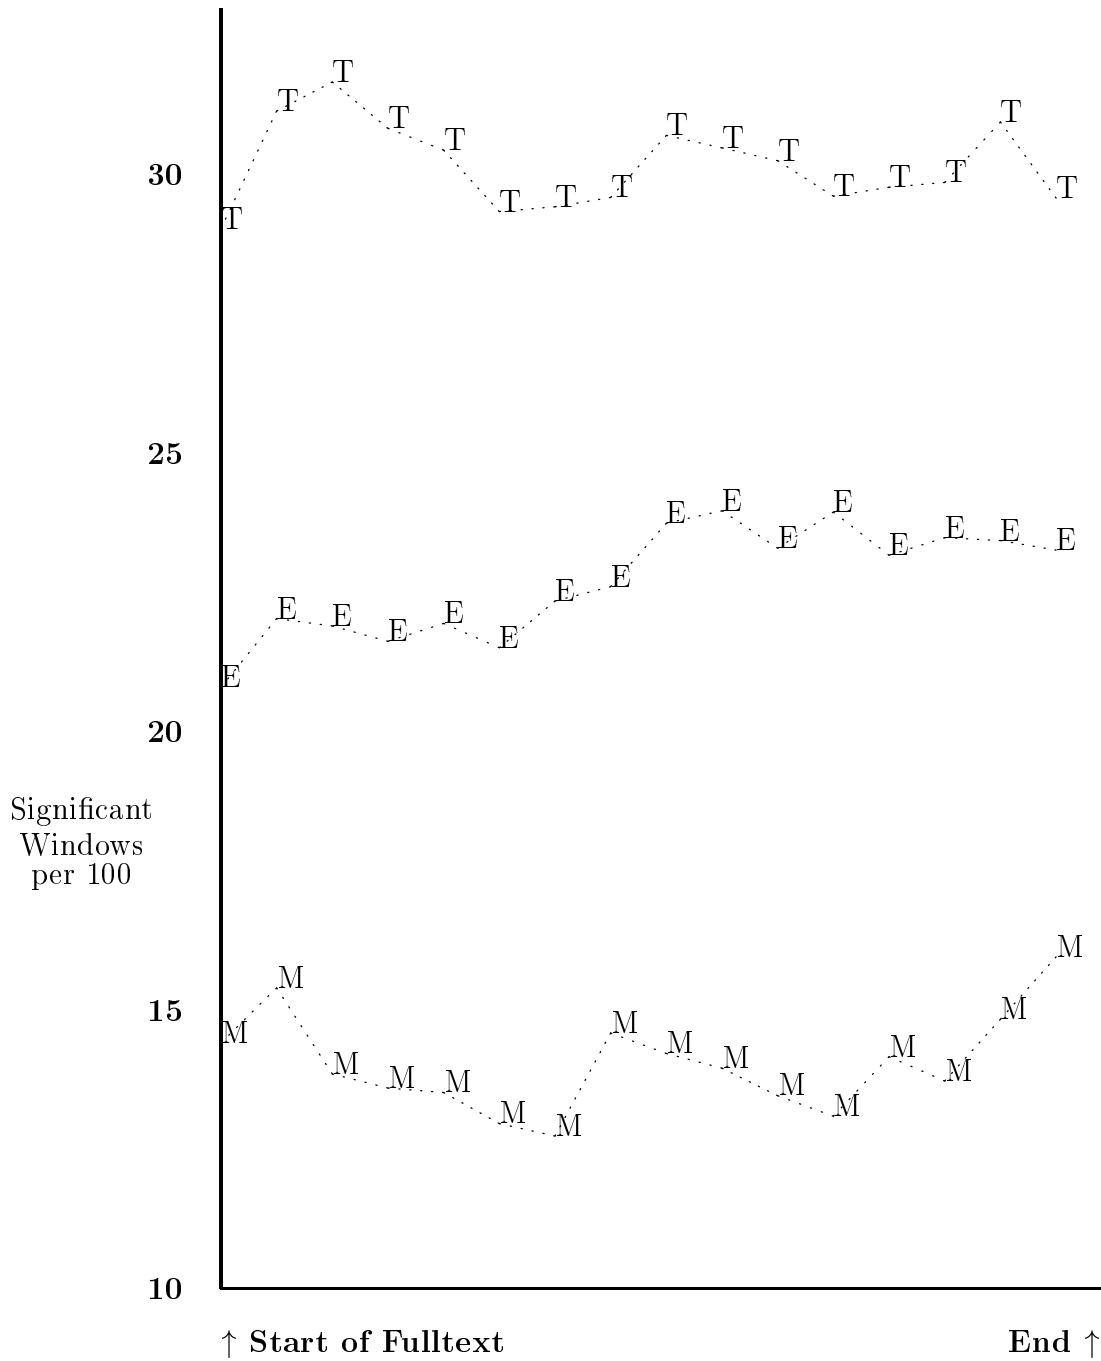 T T T T T T T T T T T T T T T T
30
25
E E E E E E E E E E E E E E E E
20
Significant
Windows
per 100
M M M M M M M M M M M M M M M M
15
10
↑ Start of Fulltext
End ↑